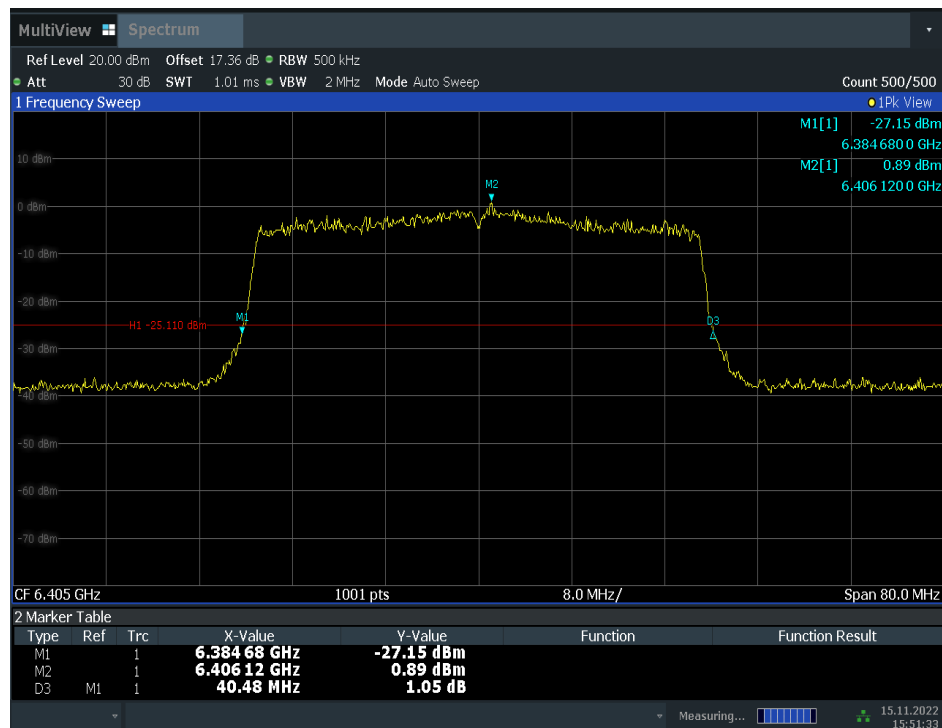 MultiView Spectrum
Ref Level 20.00 dBm Offset 17.36 dB RBW 500 kHz
Att 30 dB SWT 1.01 ms VBW 2 MHz Mode Auto Sweep Count 500/500
1 Frequency Sweep 1Pk View
M1[1] -27.15 dBm
6.384 680 0 GHz
M2[1] 0.89 dBm
6.406 120 0 GHz
10 dBm
M2
0 dBm
-10 dBm
-20 dBm
M1
D3
H1 -25.110 dBm
-30 dBm
-40 dBm
-50 dBm
-60 dBm
-70 dBm
CF 6.405 GHz 1001 pts 8.0 MHz/ Span 80.0 MHz
2 Marker Table
Type Ref Trc X-Value Y-Value Function Function Result
M1 1 6.384 68 GHz -27.15 dBm
M2 1 6.406 12 GHz 0.89 dBm
D3 M1 1 40.48 MHz 1.05 dB
Measuring... 15.11.2022
15:51:33